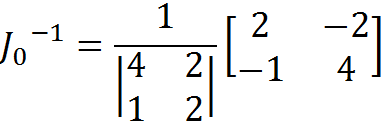 J₀⁻¹ = 1 / |4 2; 1 2| [2 −2; −1 4]